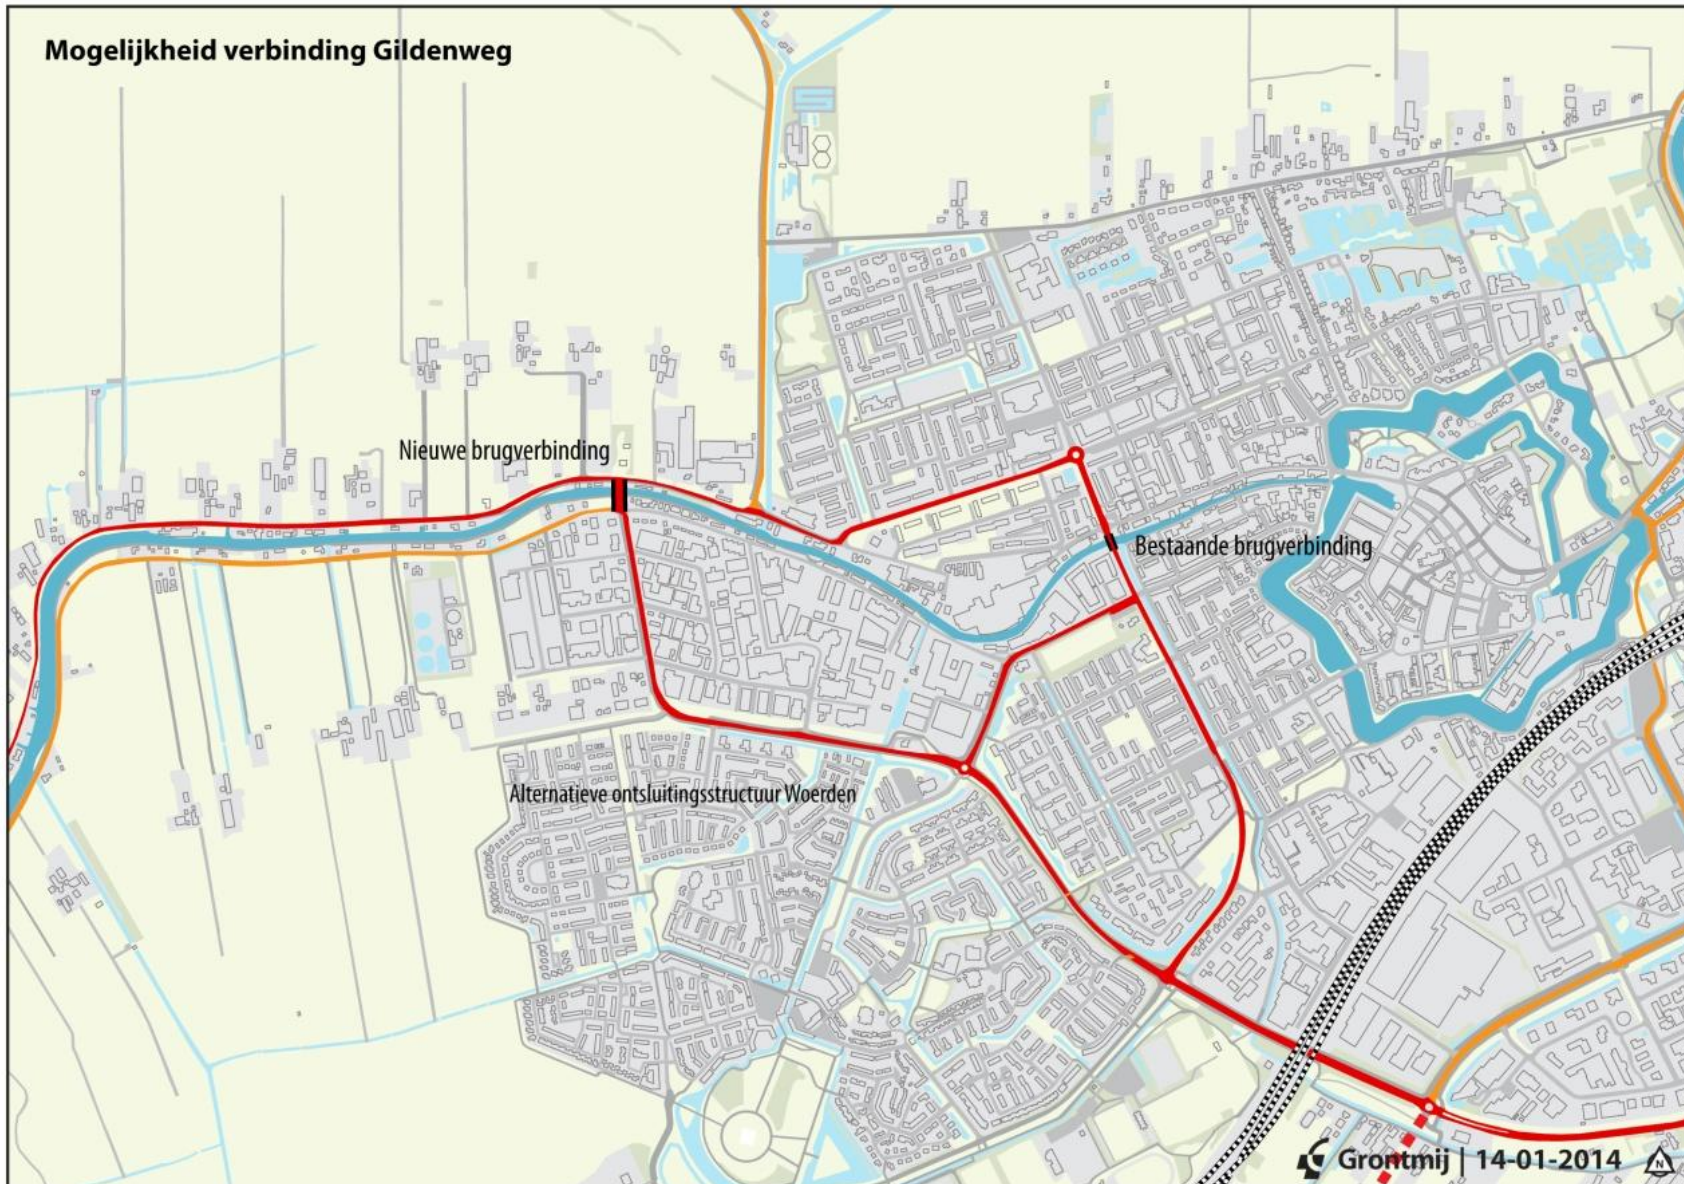 Mogelijkheid verbinding Gildenweg
Nieuwe brugverbinding
Bestaande brugverbinding
Alternatieve ontsluitingsstructuur Woerden
Grontmij | 14-01-2014
N